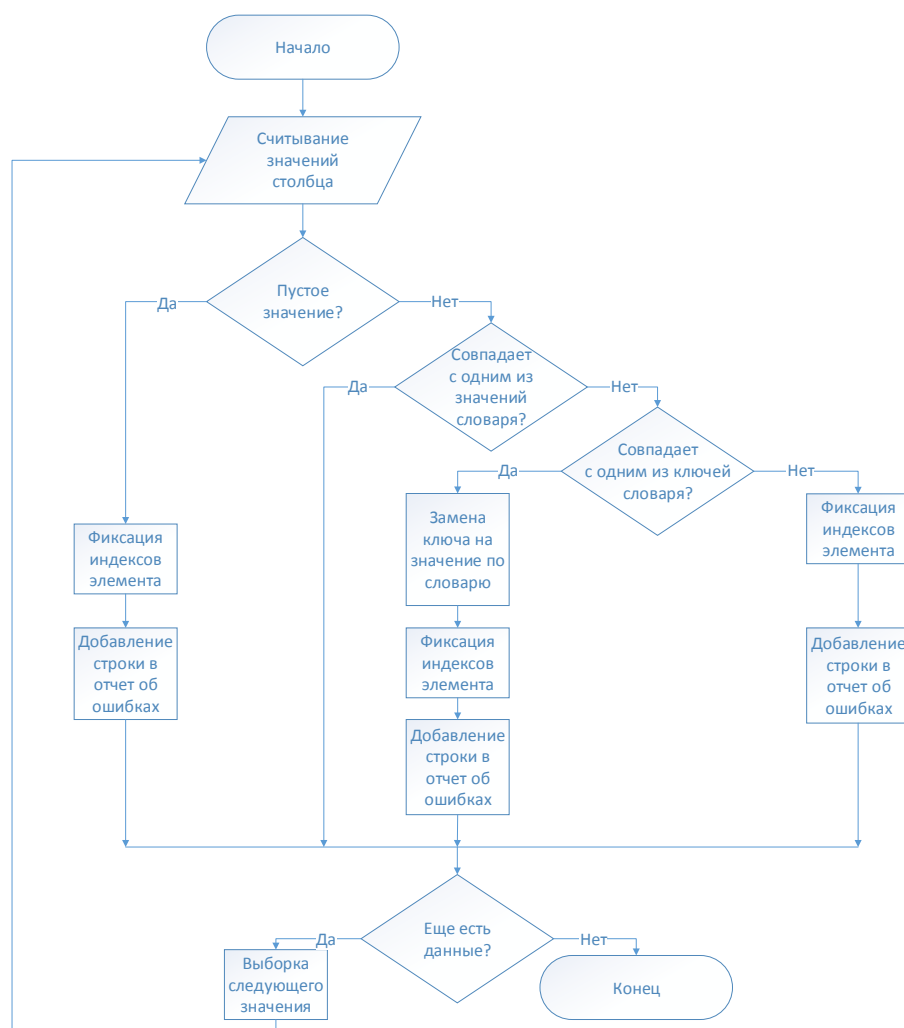 Начало
Считывание
значений
столбца
Пустое
значение?
Да
Нет
Совпадает
с одним из
значений
словаря?
Да
Нет
Совпадает
с одним из ключей
словаря?
Да
Нет
Фиксация
индексов
элемента
Добавление
строки в
отчет об
ошибках
Замена
ключа на
значение по
словарю
Фиксация
индексов
элемента
Добавление
строки в
отчет об
ошибках
Фиксация
индексов
элемента
Добавление
строки в
отчет об
ошибках
Еще есть
данные?
Да
Нет
Выборка
следующего
значения
Конец